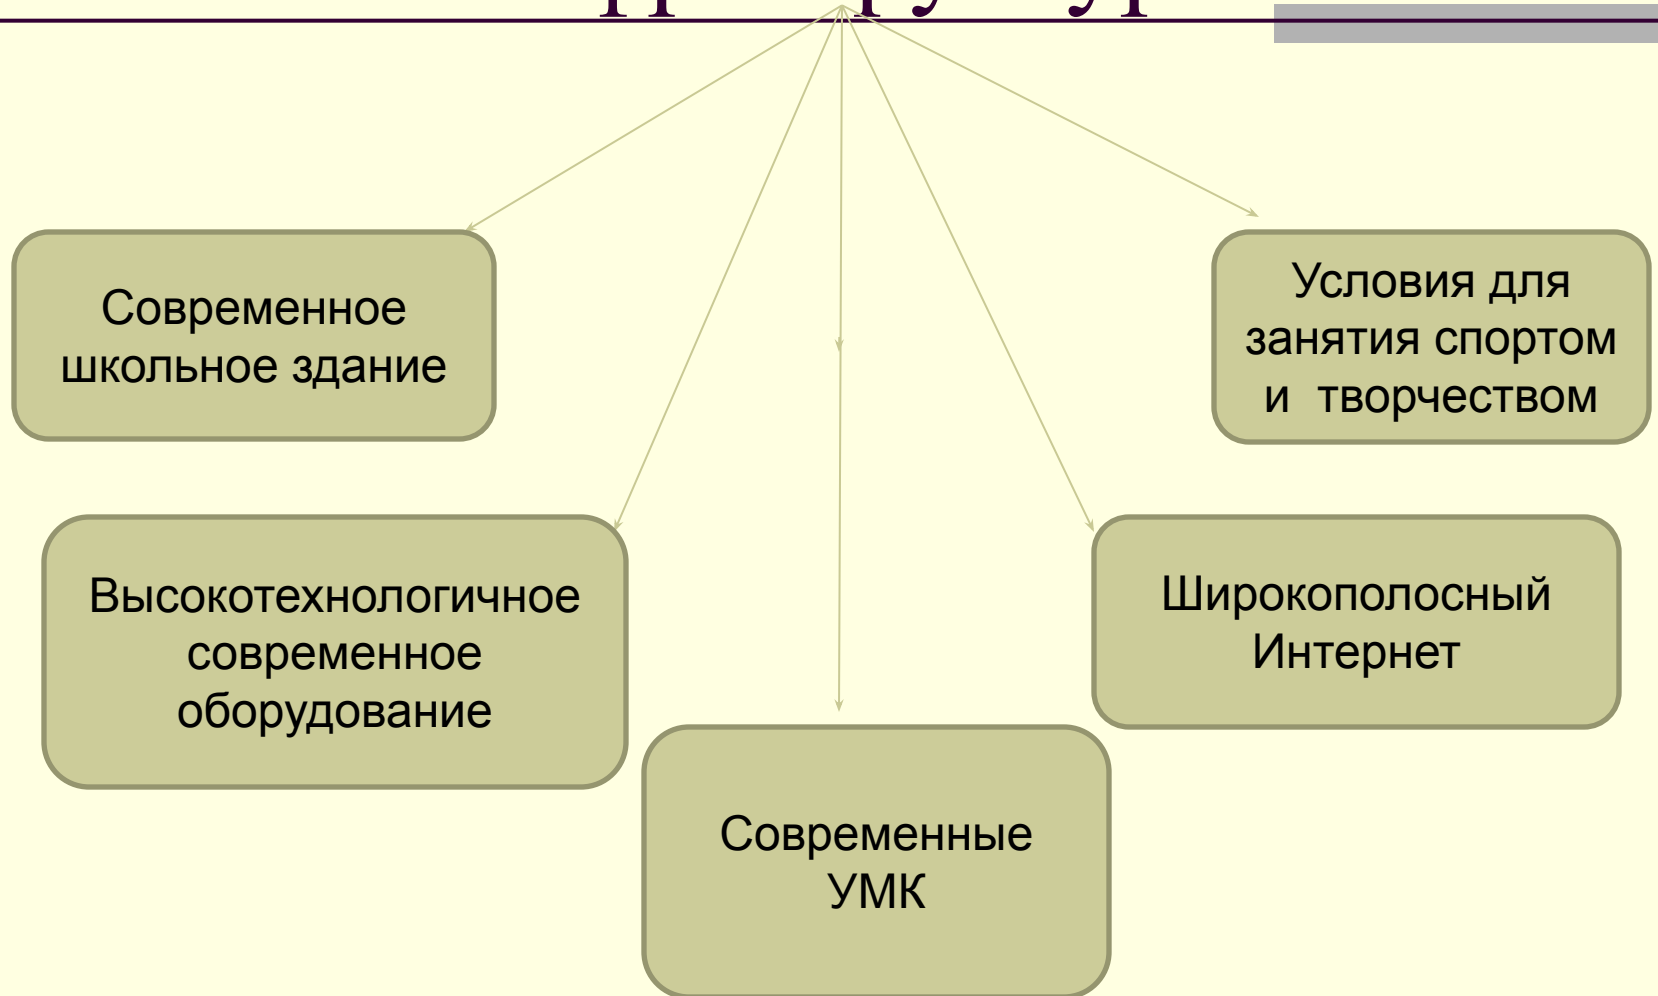 Современное
школьное здание
Условия для
занятия спортом
и творчеством
Высокотехнологичное
современное
оборудование
Широкополосный
Интернет
Современные
УМК